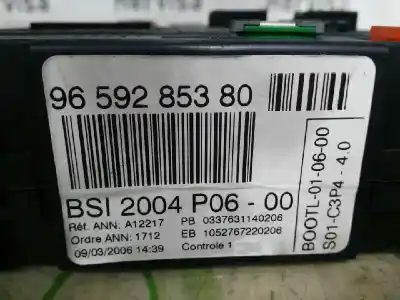 96 592 853 80
BSI 2004 P06 - 00
Réf. ANN: A12217 PB 0337631140206
Ordre ANN: 1712 EB 1052767220206
09/03/2006 14:39 Controle 1
BOOTL-01-06-00
S01-C3P4 - 4.0